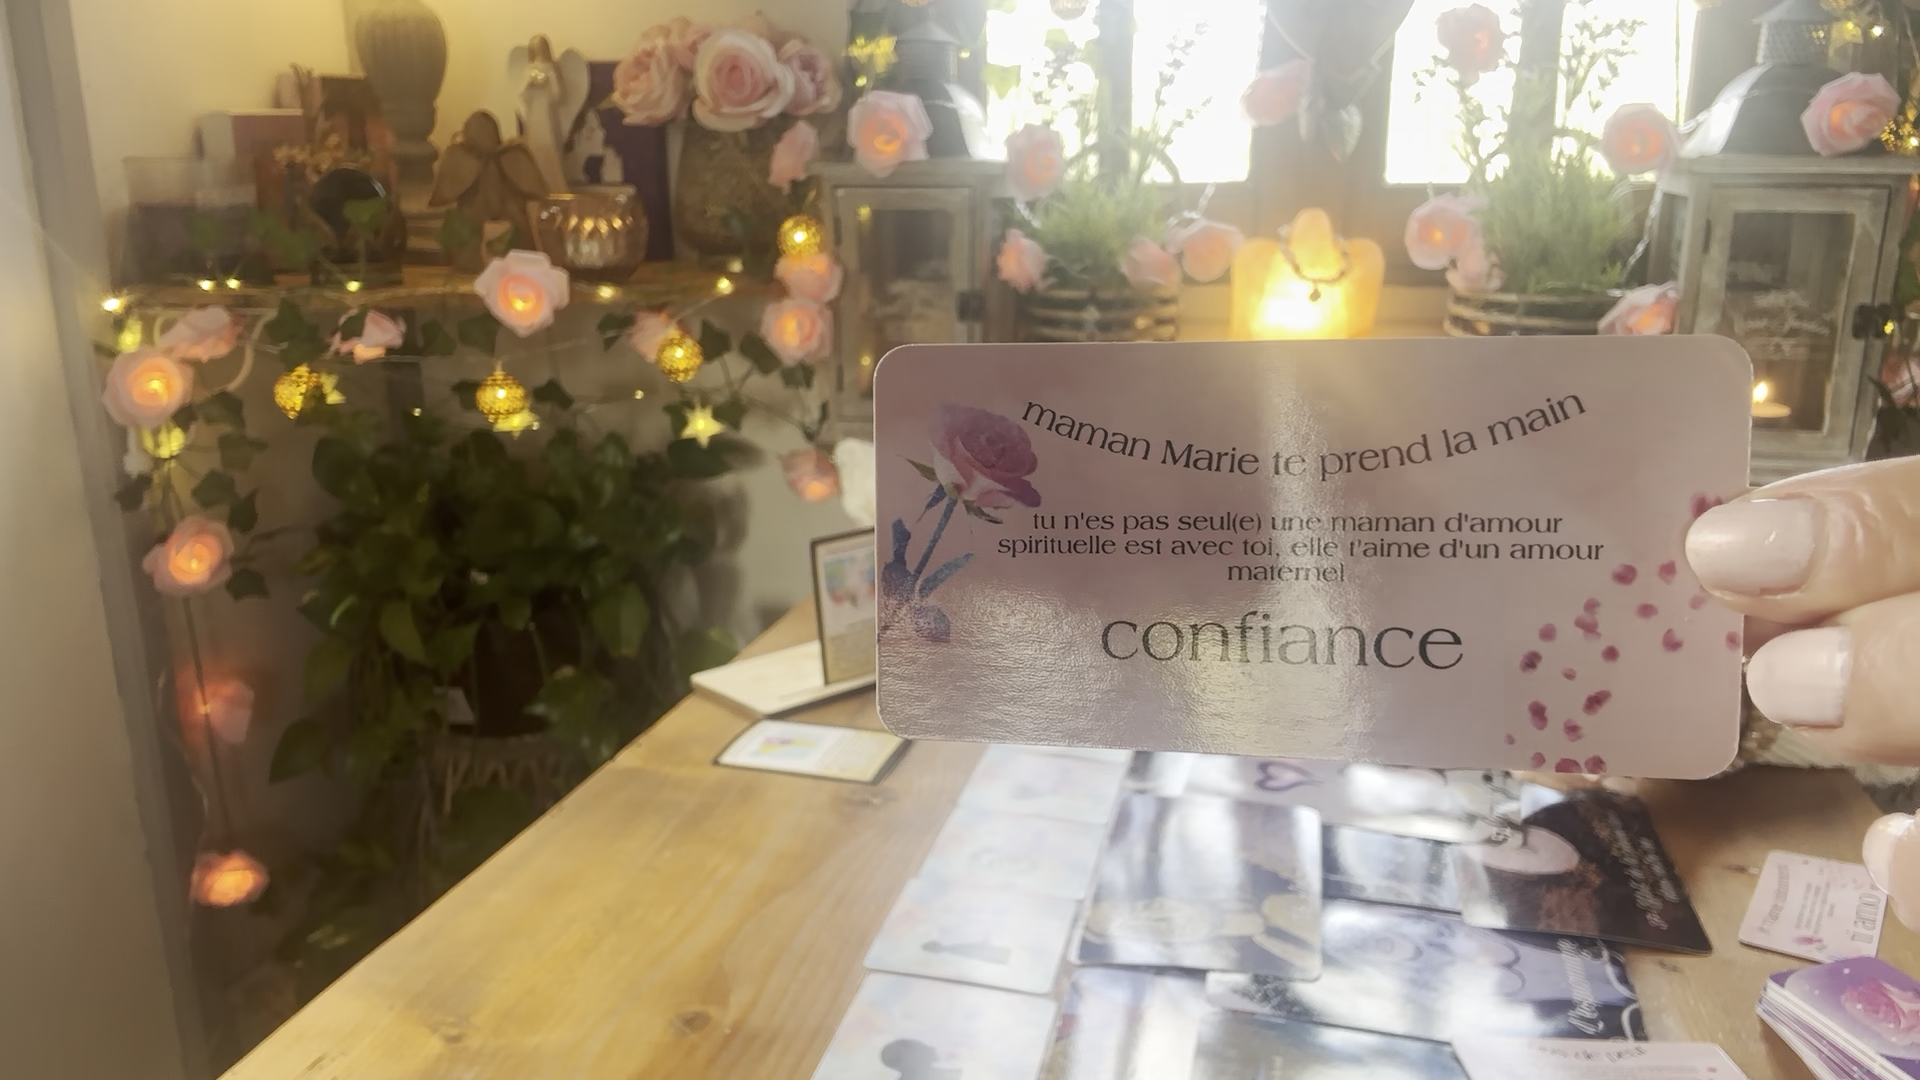 maman Marie te prend la main
tu n'es pas seul(e) une maman d'amour
spirituelle est avec toi, elle t'aime d'un amour
maternel
confiance